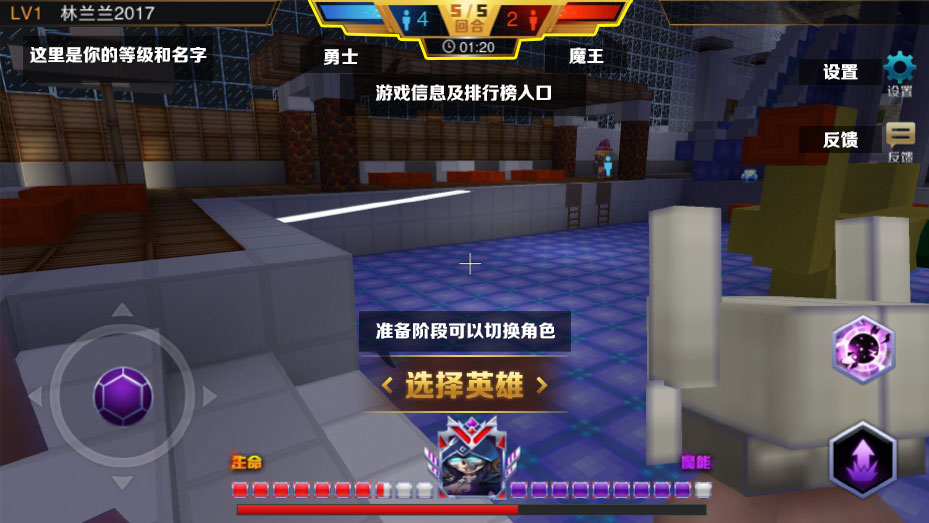 LV1 林兰兰2017
4 5/5 2
回合
01:20
这里是你的等级和名字
勇士
魔王
游戏信息及排行榜入口
设置
设置
反馈
反馈
准备阶段可以切换角色
选择英雄
生命
魔能